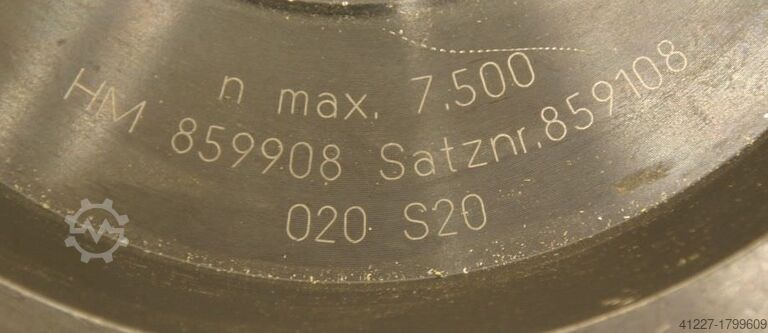 n max. 7.500
HM 859908 Satznr.859108
020 S20
41227-1799609